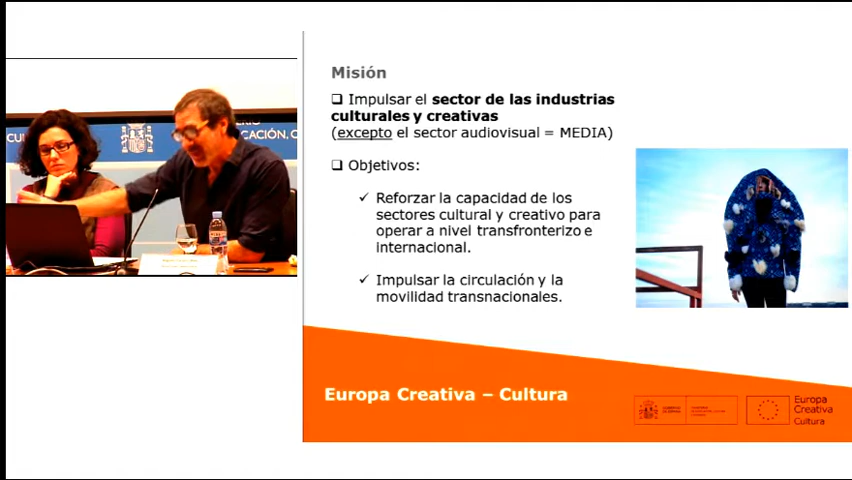 Misión
❑ Impulsar el sector de las industrias
culturales y creativas
(excepto el sector audiovisual = MEDIA)
❑ Objetivos:
✓ Reforzar la capacidad de los
sectores cultural y creativo para
operar a nivel transfronterizo e
internacional.
✓ Impulsar la circulación y la
movilidad transnacionales.
Europa Creativa – Cultura
Europa
Creativa
Cultura